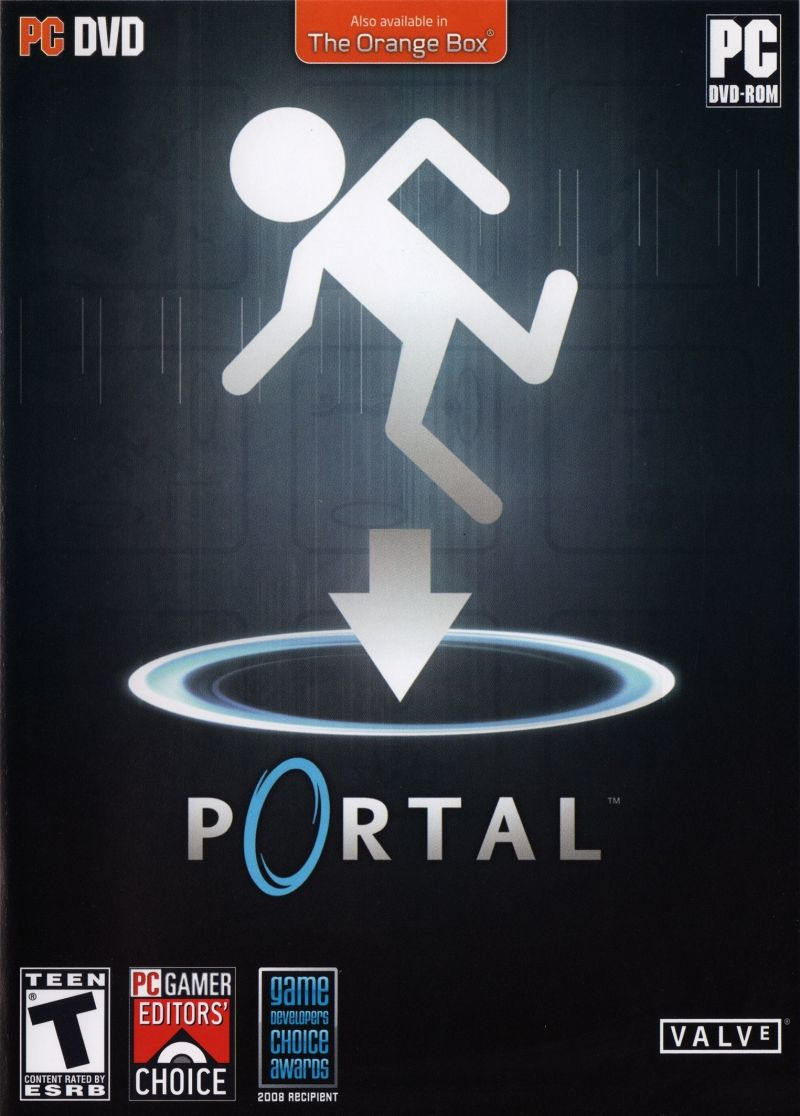 PC DVD
Also available in
The Orange Box®
PC
DVD-ROM
PORTAL™
TEEN
®
T
CONTENT RATED BY
ESRB
PC GAMER
EDITORS'
CHOICE
game
DEVELOPERS
CHOICE
awards
2008 RECIPIENT
VALVE®